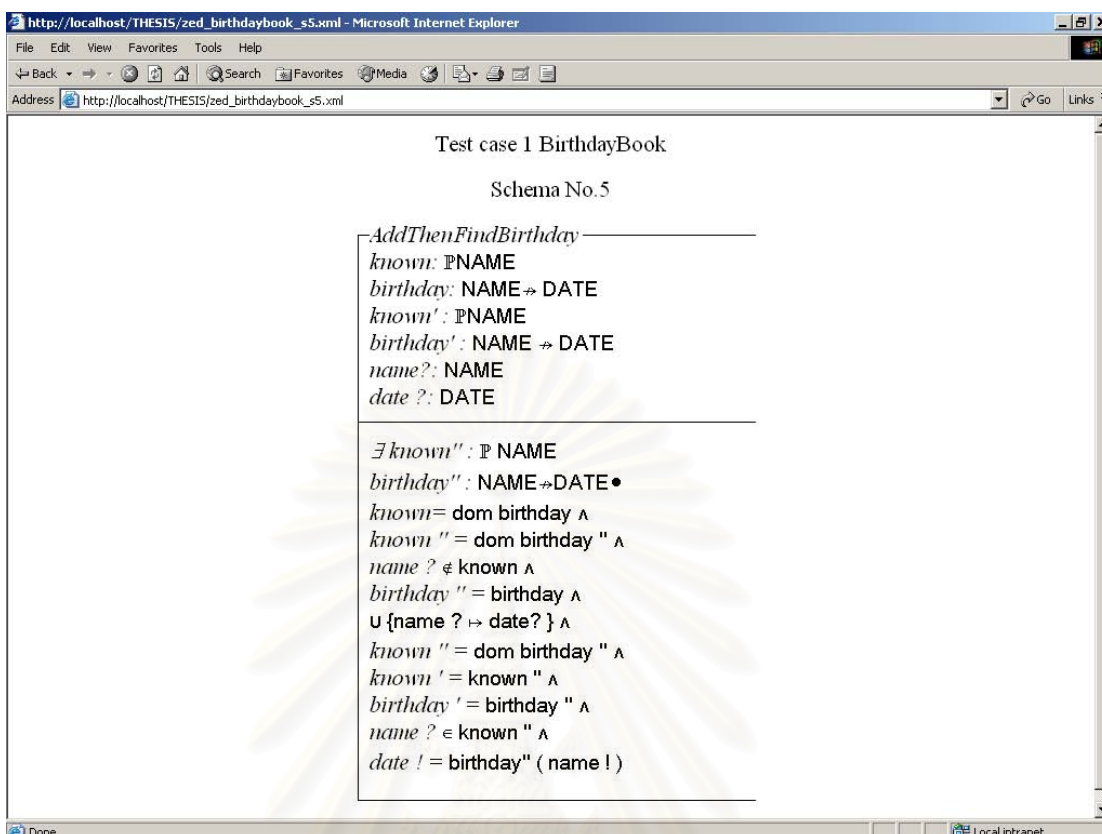 http://localhost/THESIS/zed_birthdaybook_s5.xml - Microsoft Internet Explorer
File Edit View Favorites Tools Help
Back Search Favorites Media
Address http://localhost/THESIS/zed_birthdaybook_s5.xml Go Links
Test case 1 BirthdayBook
Schema No.5
AddThenFindBirthday
known: ℙNAME
birthday: NAME⇸ DATE
known' : ℙNAME
birthday' : NAME ⇸ DATE
name?: NAME
date ?: DATE
∃ known'' : ℙ NAME
birthday'' : NAME⇸DATE●
known= dom birthday ∧
known '' = dom birthday " ∧
name ? ∉ known ∧
birthday '' = birthday ∧
∪ {name ? ↦ date? } ∧
known '' = dom birthday " ∧
known ' = known " ∧
birthday ' = birthday " ∧
name ? ∈ known " ∧
date ! = birthday" ( name ! )
Done Local intranet